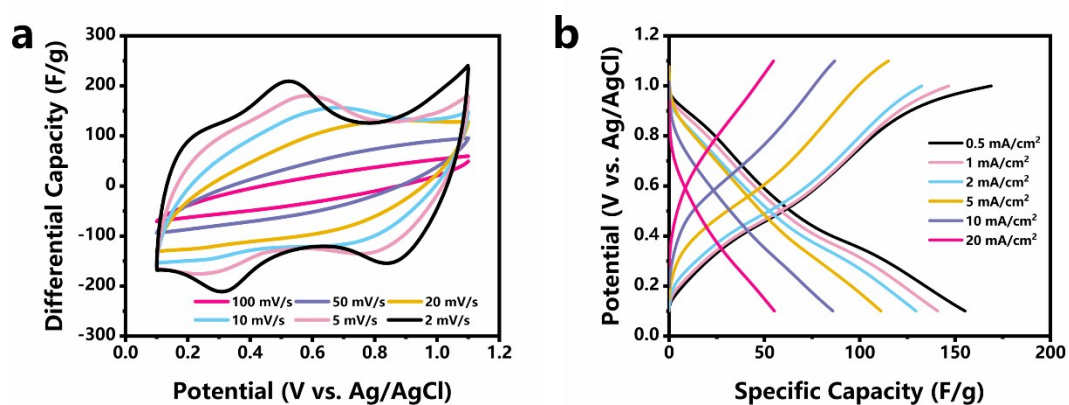 a
Differential Capacity (F/g)
300
200
100
0
-100
-200
-300
100 mV/s 50 mV/s 20 mV/s
10 mV/s 5 mV/s 2 mV/s
0.0 0.2 0.4 0.6 0.8 1.0 1.2
Potential (V vs. Ag/AgCl)
b
Potential (V vs. Ag/AgCl)
1.2
1.0
0.8
0.6
0.4
0.2
0.0
0.5 mA/cm²
1 mA/cm²
2 mA/cm²
5 mA/cm²
10 mA/cm²
20 mA/cm²
0 50 100 150 200
Specific Capacity (F/g)